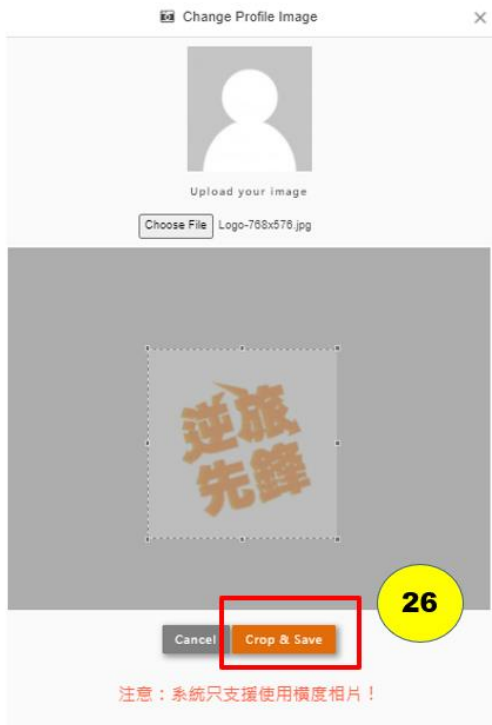 Change Profile Image
Upload your image
Choose File Logo-768x576.jpg
逆旅
先鋒
26
Cancel Crop & Save
注意：系統只支援使用橫度相片！